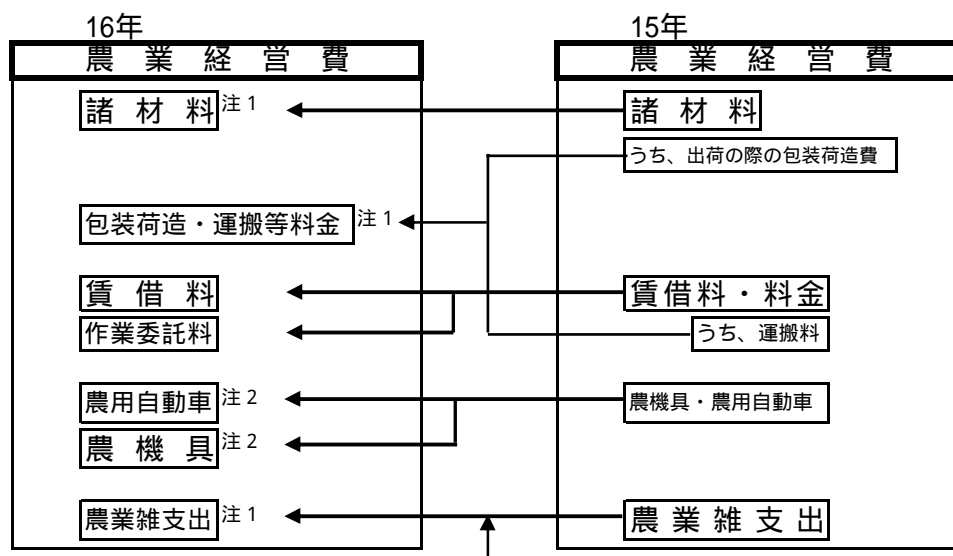 16年
農業経営費
諸材料 注1
包装荷造・運搬等料金 注1
賃借料
作業委託料
農用自動車 注2
農機具 注2
農業雑支出 注1
15年
農業経営費
諸材料
うち、出荷の際の包装荷造費
賃借料・料金
うち、運搬料
農機具・農用自動車
農業雑支出